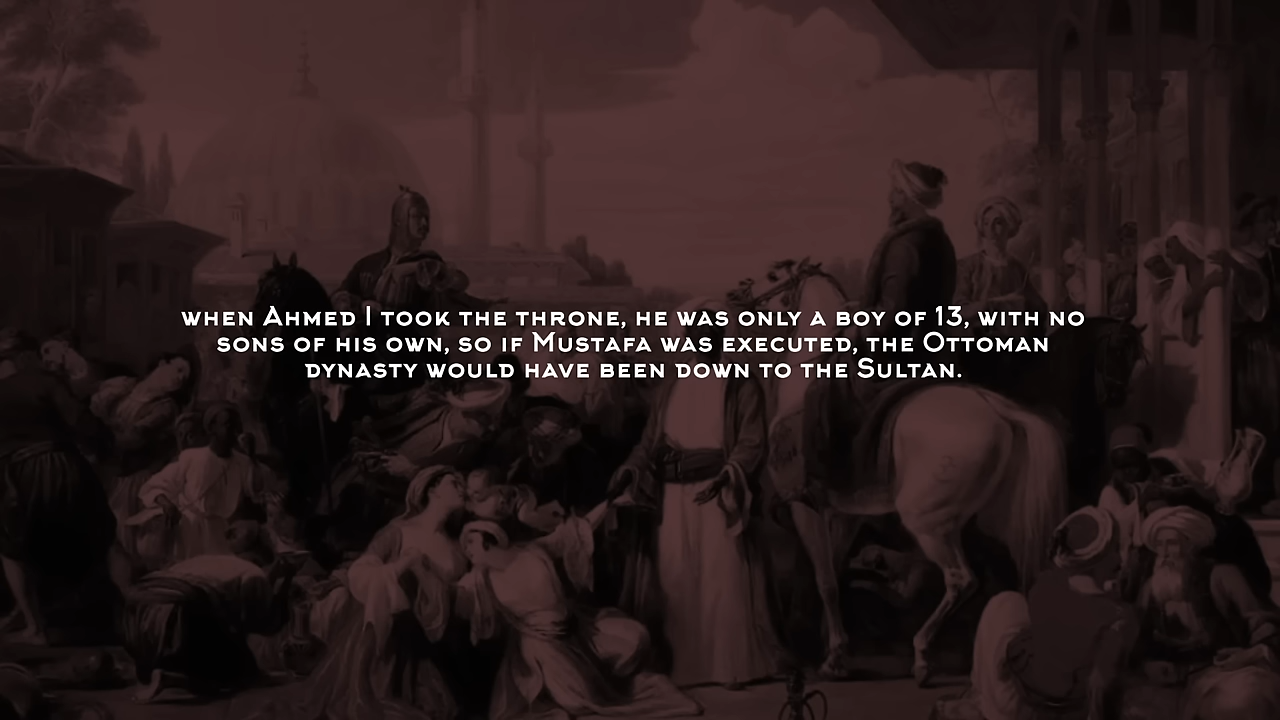 when Ahmed I took the throne, he was only a boy of 13, with no
sons of his own, so if Mustafa was executed, the Ottoman
dynasty would have been down to the Sultan.